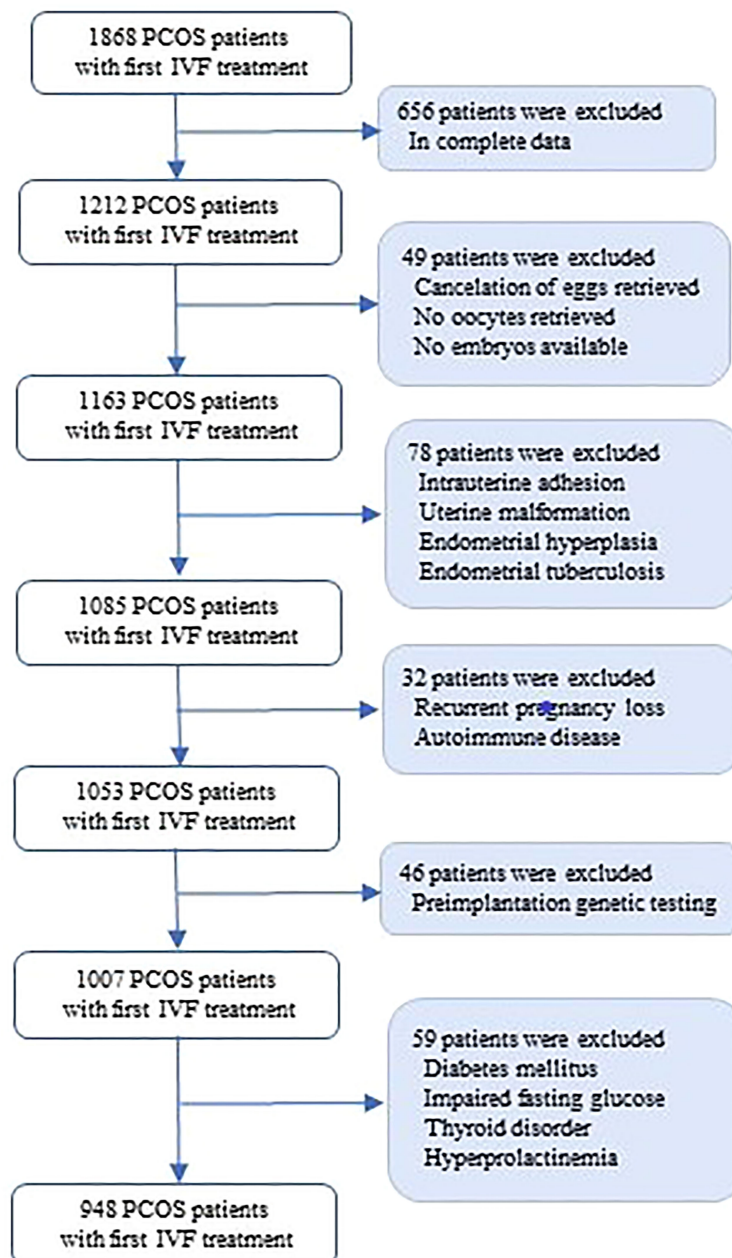 1868 PCOS patients
with first IVF treatment
656 patients were excluded
In complete data
1212 PCOS patients
with first IVF treatment
49 patients were excluded
Cancelation of eggs retrieved
No oocytes retrieved
No embryos available
1163 PCOS patients
with first IVF treatment
78 patients were excluded
Intrauterine adhesion
Uterine malformation
Endometrial hyperplasia
Endometrial tuberculosis
1085 PCOS patients
with first IVF treatment
32 patients were excluded
Recurrent pregnancy loss
Autoimmune disease
1053 PCOS patients
with first IVF treatment
46 patients were excluded
Preimplantation genetic testing
1007 PCOS patients
with first IVF treatment
59 patients were excluded
Diabetes mellitus
Impaired fasting glucose
Thyroid disorder
Hyperprolactinemia
948 PCOS patients
with first IVF treatment